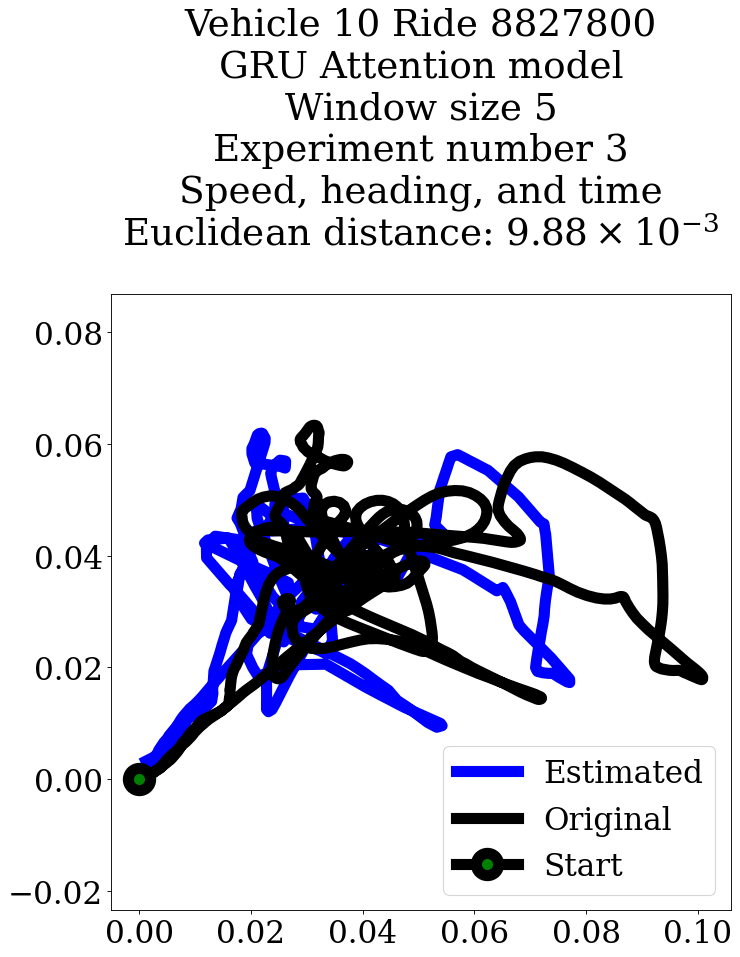 Vehicle 10 Ride 8827800
GRU Attention model
Window size 5
Experiment number 3
Speed, heading, and time
Euclidean distance: 9.88 × 10⁻³
0.08
0.06
0.04
0.02
0.00
−0.02
0.00 0.02 0.04 0.06 0.08 0.10
Estimated
Original
Start